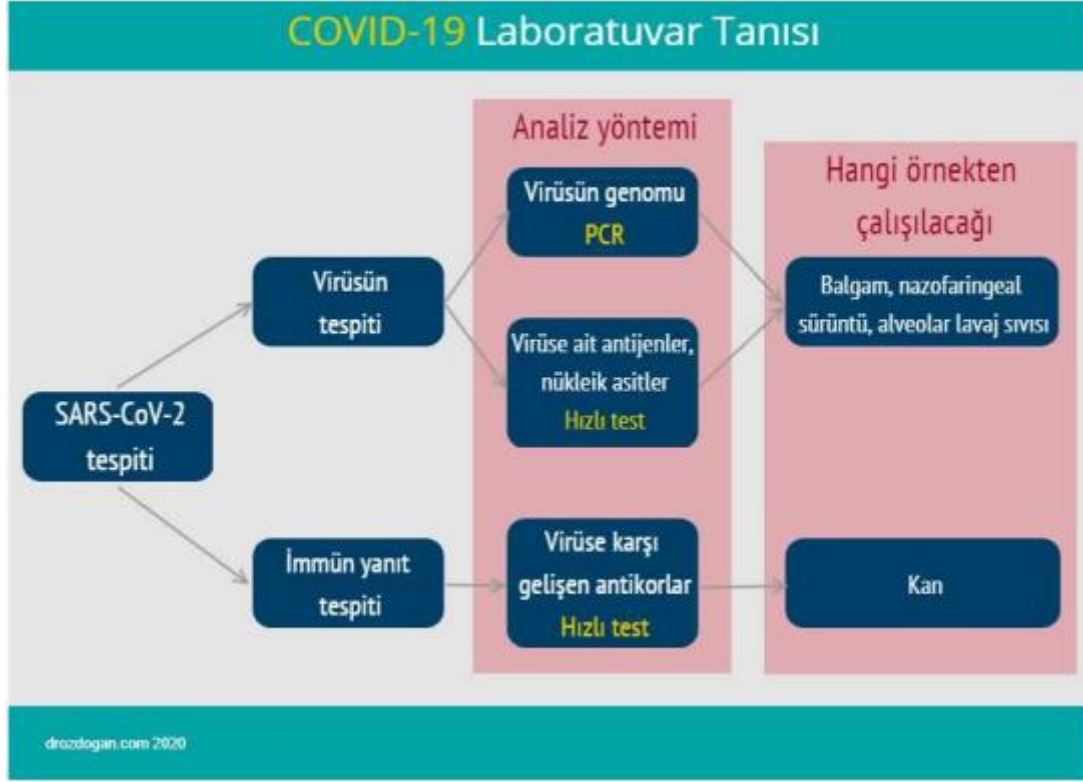 COVID-19 Laboratuvar Tanısı
Analiz yöntemi
Hangi örnekten
çalışılacağı
Virüsün genomu
PCR
Virüsün
tespiti
Balgam, nazofaringeal
sürüntü, alveolar lavaj sıvısı
Virüse ait antijenler,
nükleik asitler
Hızlı test
SARS-CoV-2
tespiti
İmmün yanıt
tespiti
Virüse karşı
gelişen antikorlar
Hızlı test
Kan
drozdogan.com 2020